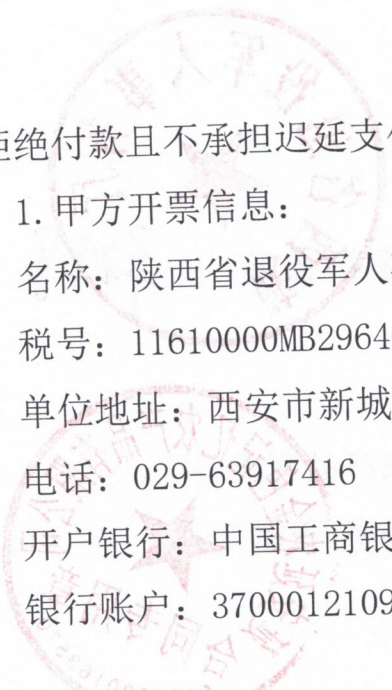 拒绝付款且不承担迟延支
1.甲方开票信息：
名称：陕西省退役军人
税号：11610000MB2964
单位地址：西安市新城
电话：029-63917416
开户银行：中国工商银
银行账户：3700012109